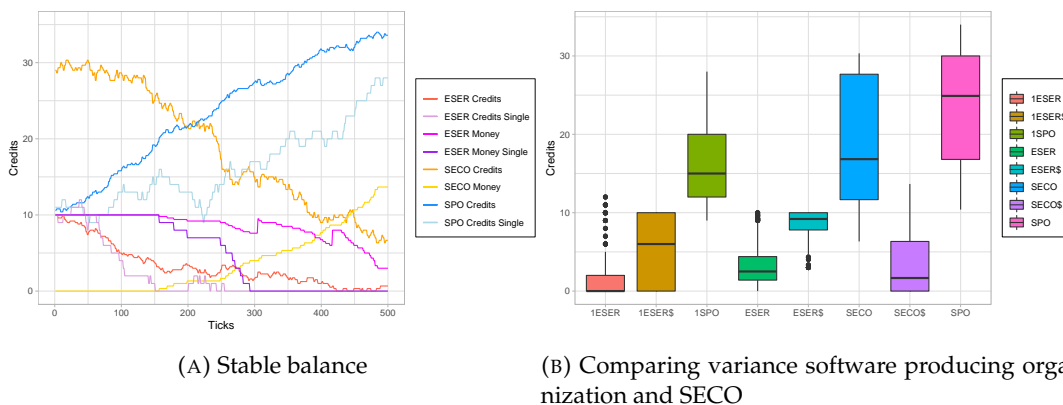 Credits
30
20
10
0
0
100
200
300
400
500
Ticks
ESER Credits
ESER Credits Single
ESER Money
ESER Money Single
SECO Credits
SECO Money
SPO Credits
SPO Credits Single
(A) Stable balance
Credits
30
20
10
0
1ESER
1ESER$
1SPO
ESER
ESER$
SECO
SECO$
SPO
1ESER
1ESER$
1SPO
ESER
ESER$
SECO
SECO$
SPO
(B) Comparing variance software producing orga
nization and SECO